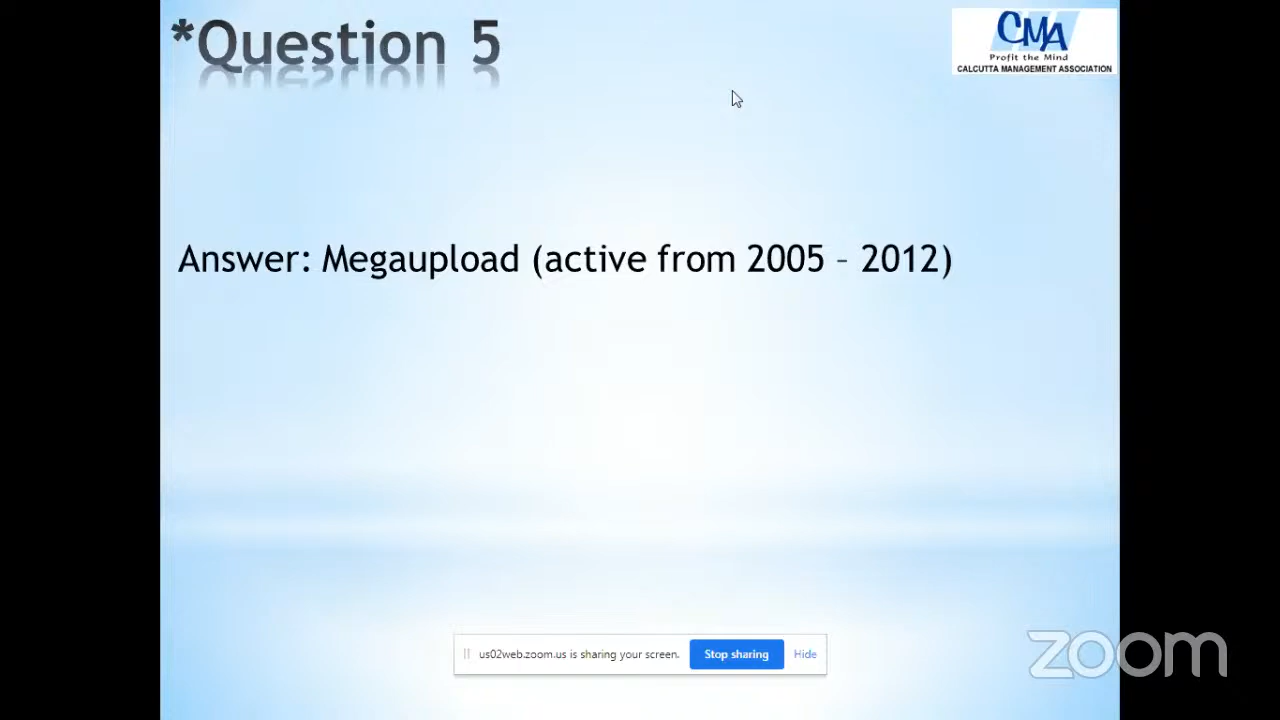 *Question 5
CMA
Profit the Mind
CALCUTTA MANAGEMENT ASSOCIATION
Answer: Megaupload (active from 2005 – 2012)
us02web.zoom.us is sharing your screen.
Stop sharing
Hide
zoom